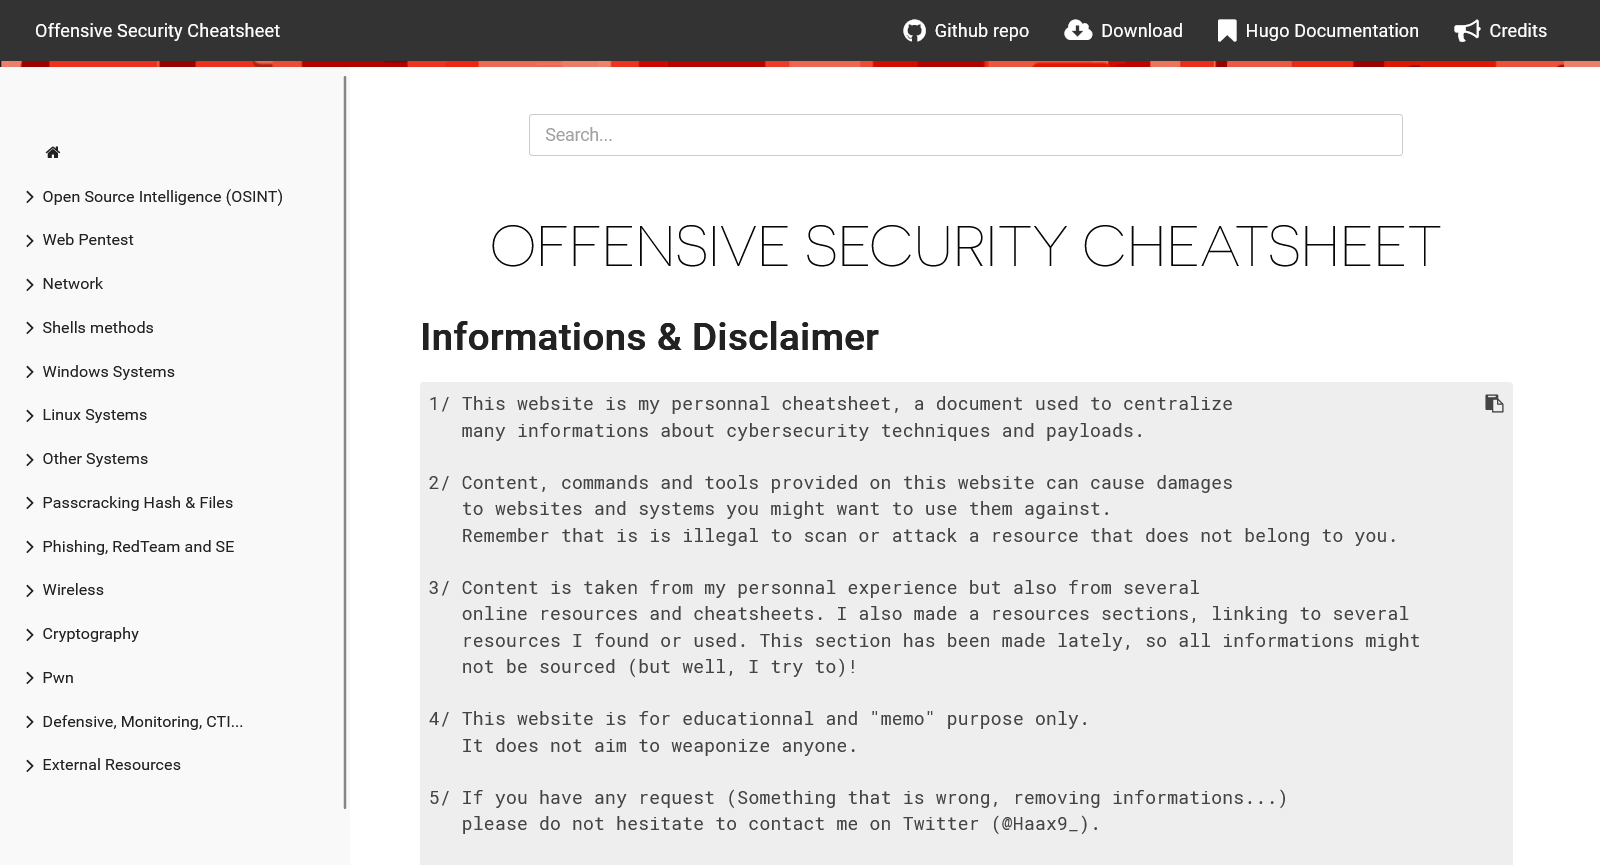 Offensive Security Cheatsheet
Github repo
Download
Hugo Documentation
Credits
Open Source Intelligence (OSINT)
Web Pentest
Network
Shells methods
Windows Systems
Linux Systems
Other Systems
Passcracking Hash & Files
Phishing, RedTeam and SE
Wireless
Cryptography
Pwn
Defensive, Monitoring, CTI...
External Resources
Search...
OFFENSIVE SECURITY CHEATSHEET
Informations & Disclaimer
1/ This website is my personnal cheatsheet, a document used to centralize
many informations about cybersecurity techniques and payloads.
2/ Content, commands and tools provided on this website can cause damages
to websites and systems you might want to use them against.
Remember that is is illegal to scan or attack a resource that does not belong to you.
3/ Content is taken from my personnal experience but also from several
online resources and cheatsheets. I also made a resources sections, linking to several
resources I found or used. This section has been made lately, so all informations might
not be sourced (but well, I try to)!
4/ This website is for educationnal and "memo" purpose only.
It does not aim to weaponize anyone.
5/ If you have any request (Something that is wrong, removing informations...)
please do not hesitate to contact me on Twitter (@Haax9_).